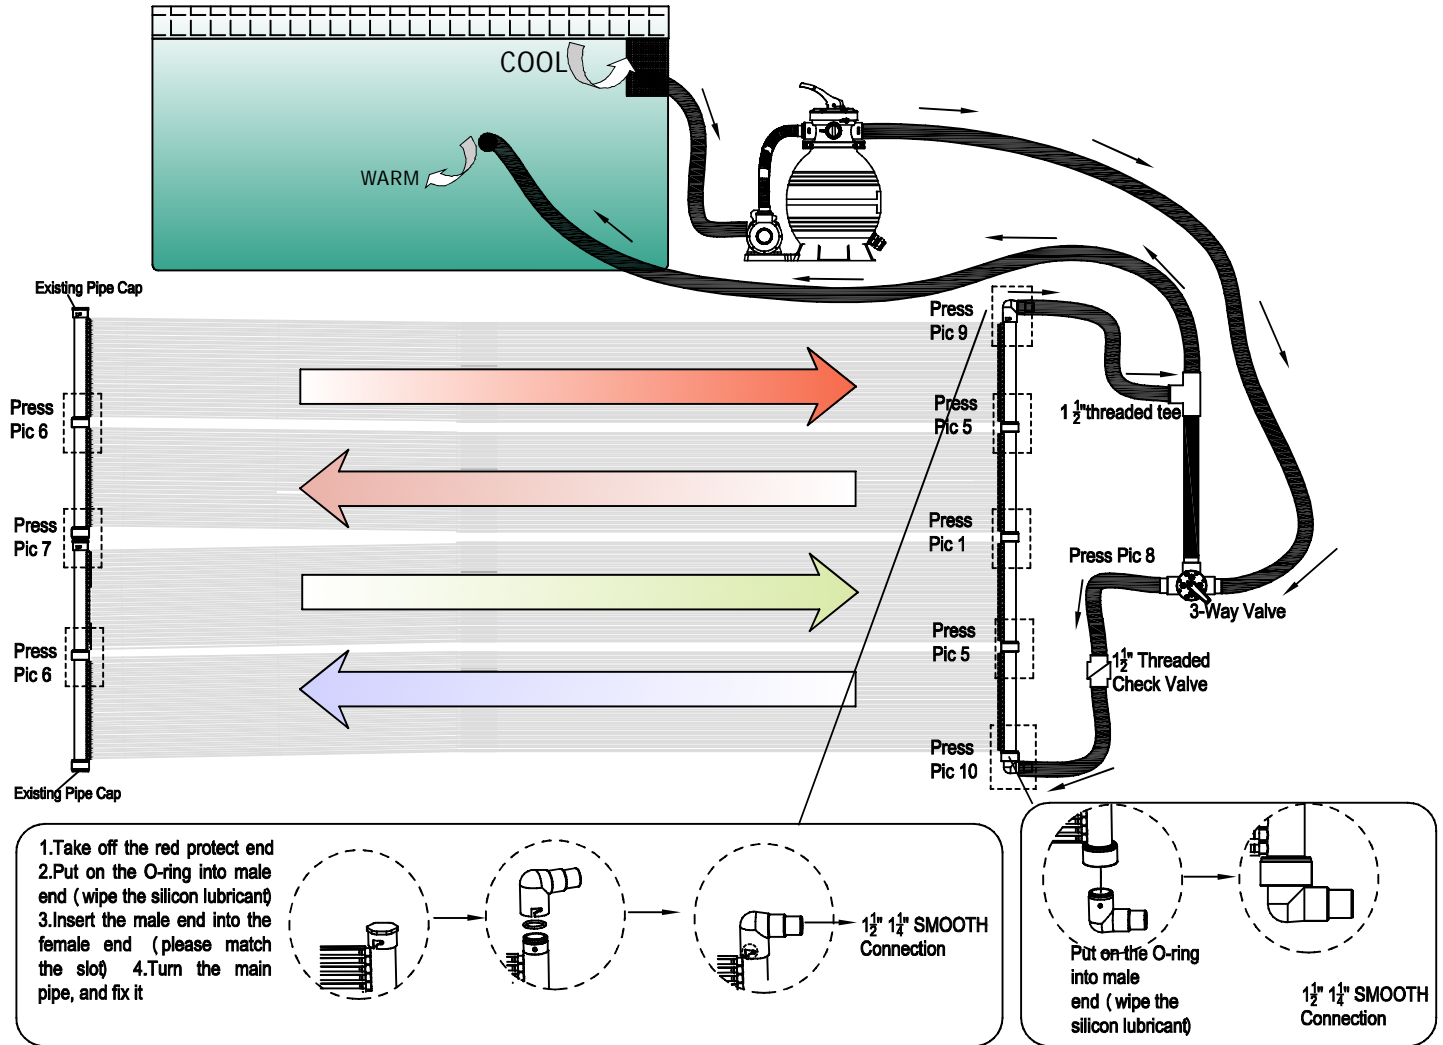 COOL
WARM
Existing Pipe Cap
Press
Pic 9
Press
Pic 6
Press
Pic 5
1 1/2"threaded tee
Press
Pic 7
Press
Pic 1
Press Pic 8
3-Way Valve
Press
Pic 6
Press
Pic 5
1 1/2" Threaded
Check Valve
Press
Pic 10
Existing Pipe Cap
1.Take off the red protect end
2.Put on the O-ring into male
end (wipe the silicon lubricant)
3.Insert the male end into the
female end (please match
the slot) 4.Turn the main
pipe, and fix it
1 1/2" 1 1/4" SMOOTH
Connection
Put on the O-ring
into male
end (wipe the
silicon lubricant)
1 1/2" 1 1/4" SMOOTH
Connection